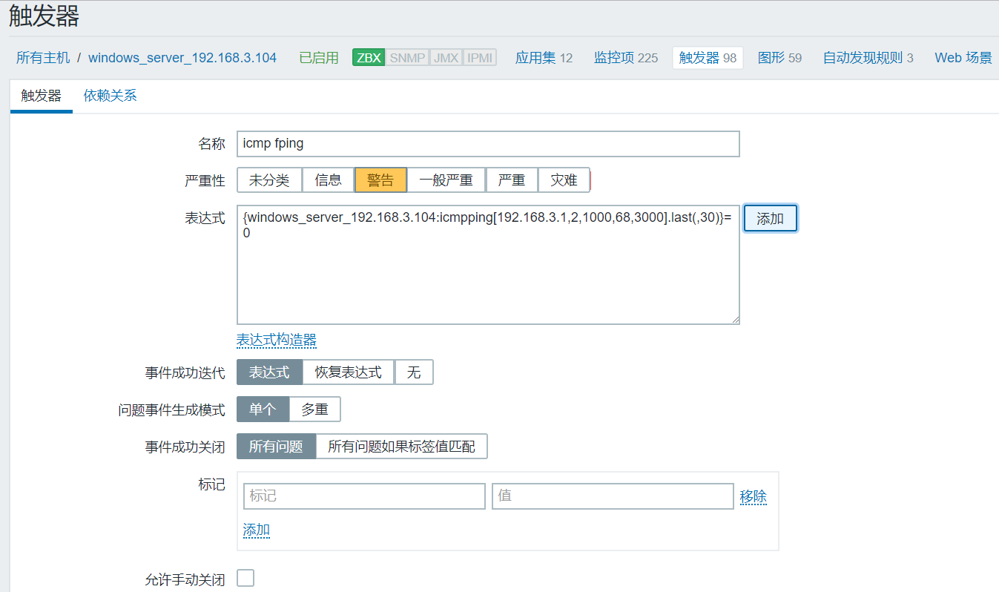 触发器
所有主机 / windows_server_192.168.3.104 已启用 ZBX SNMP JMX IPMI 应用集 12 监控项 225 触发器 98 图形 59 自动发现规则 3 Web 场景
触发器 依赖关系
名称 icmp fping
严重性 未分类 信息 警告 一般严重 严重 灾难
表达式 {windows_server_192.168.3.104:icmpping[192.168.3.1,2,1000,68,3000].last(,30)}= 添加
0
表达式构造器
事件成功迭代 表达式 恢复表达式 无
问题事件生成模式 单个 多重
事件成功关闭 所有问题 所有问题如果标签值匹配
标记 标记 值 移除
添加
允许手动关闭